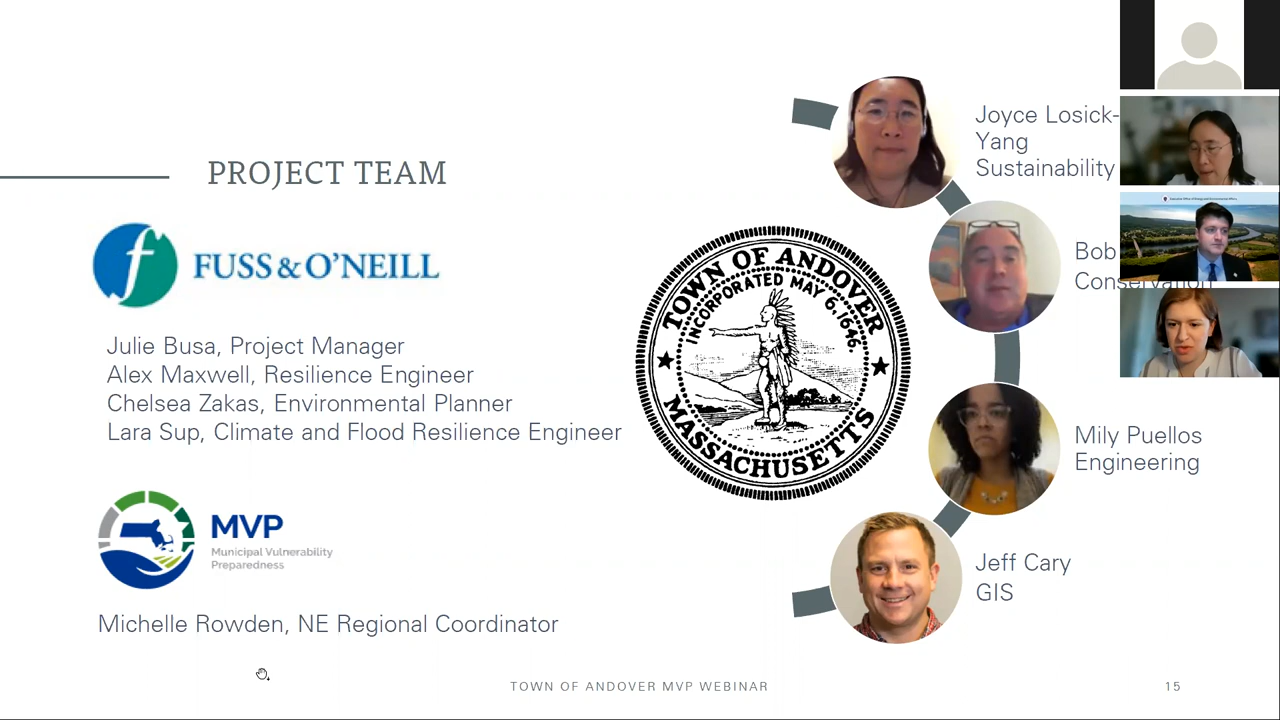 PROJECT TEAM
f FUSS & O'NEILL
Julie Busa, Project Manager
Alex Maxwell, Resilience Engineer
Chelsea Zakas, Environmental Planner
Lara Sup, Climate and Flood Resilience Engineer
MVP
Municipal Vulnerability
Preparedness
Michelle Rowden, NE Regional Coordinator
TOWN OF ANDOVER
INCORPORATED MAY 6, 1646.
MASSACHUSETTS
Joyce Losick-
Yang
Sustainability
Bob
Conservation
Mily Puellos
Engineering
Jeff Cary
GIS
TOWN OF ANDOVER MVP WEBINAR
15